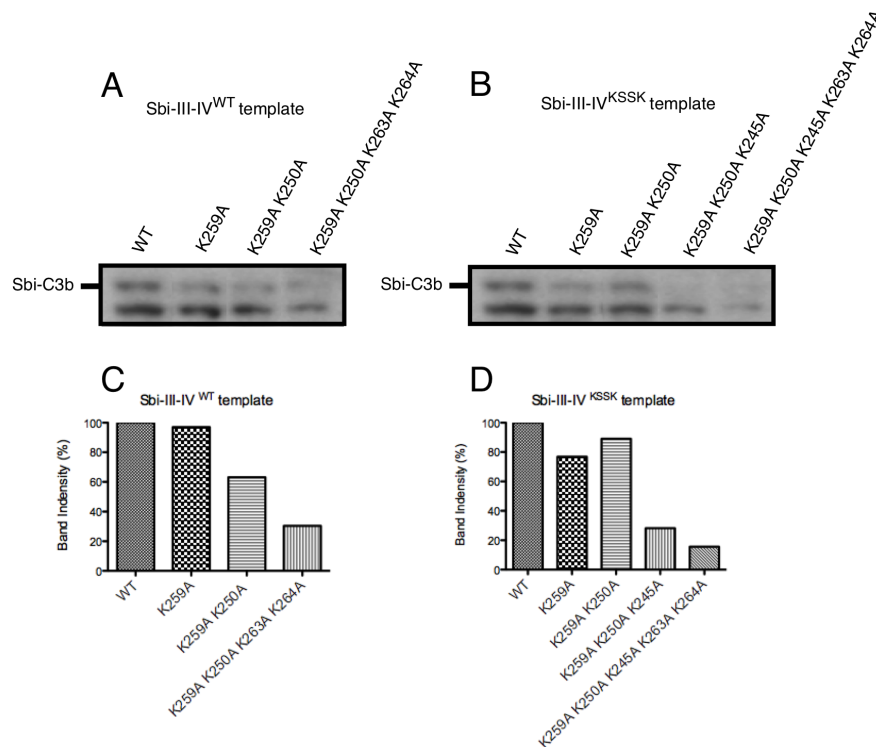 A
Sbi-III-IVWT template
WT
K259A
K259A K250A
K259A K250A K263A K264A
Sbi-C3b
B
Sbi-III-IVKSSK template
WT
K259A
K259A K250A
K259A K250A K245A
K259A K250A K245A K263A K264A
Sbi-C3b
C
Sbi-III-IV WT template
Band Indensity (%)
100
80
60
40
20
0
WT
K259A
K259A K250A
K259A K250A K263A K264A
D
Sbi-III-IV KSSK template
Band Indensity (%)
100
80
60
40
20
0
WT
K259A
K259A K250A
K259A K250A K245A
K259A K250A K245A K263A K264A